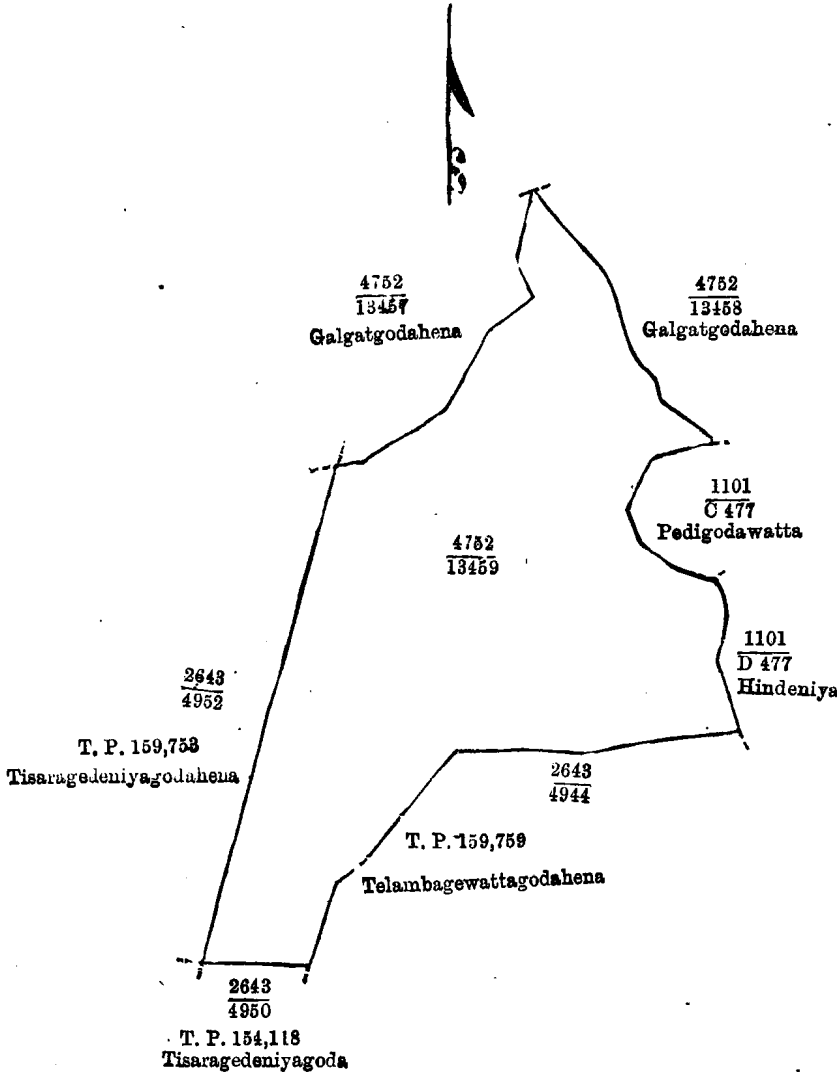 4752
13457
Galgatgodahena
4752
13458
Galgatgodahena
1101
C 477
Pedigodawatta
4752
13459
1101
D 477
Hindeniya
2643
4952
T. P. 159,753
Tisaragedeniyagodahena
2643
4944
T. P. 159,759
Telambagewattagodahena
2643
4950
T. P. 154,118
Tisaragedeniyagoda